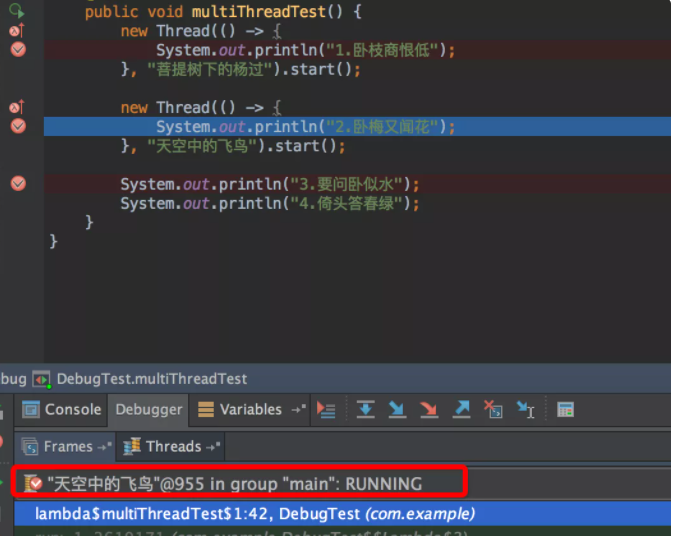 public void multiThreadTest() {
new Thread(() -> {
System.out.println("1.卧枝商恨低");
}, "菩提树下的杨过").start();
new Thread(() -> {
System.out.println("2.卧梅又闻花");
}, "天空中的飞鸟").start();
System.out.println("3.要问卧似水");
System.out.println("4.倚头答春绿");
}
}
bug DebugTest.multiThreadTest
Console Debugger Variables
Frames Threads
"天空中的飞鸟"@955 in group "main": RUNNING
lambda$multiThreadTest$1:42, DebugTest (com.example)